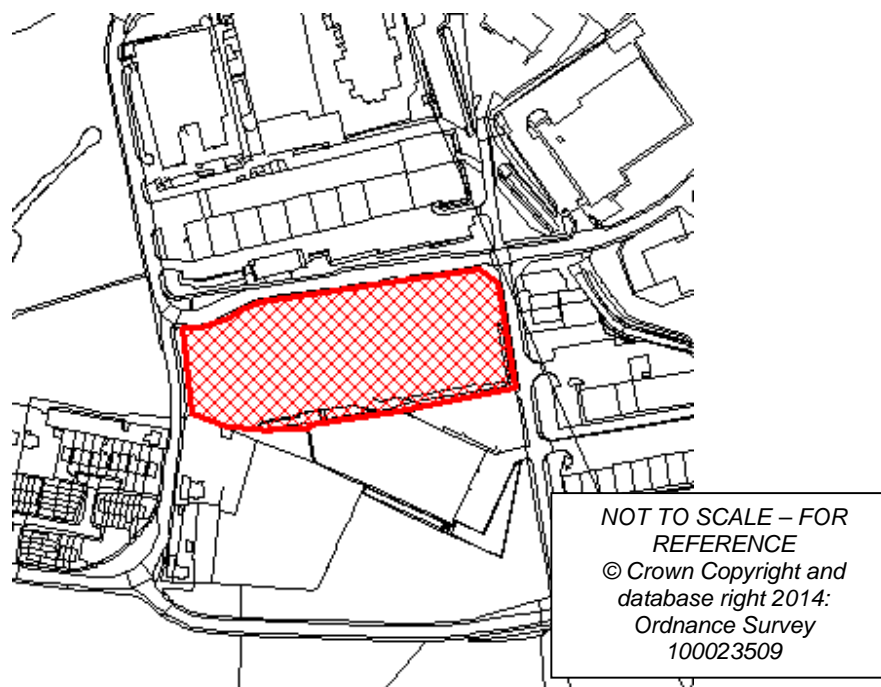 NOT TO SCALE – FOR
REFERENCE
© Crown Copyright and
database right 2014:
Ordnance Survey
100023509